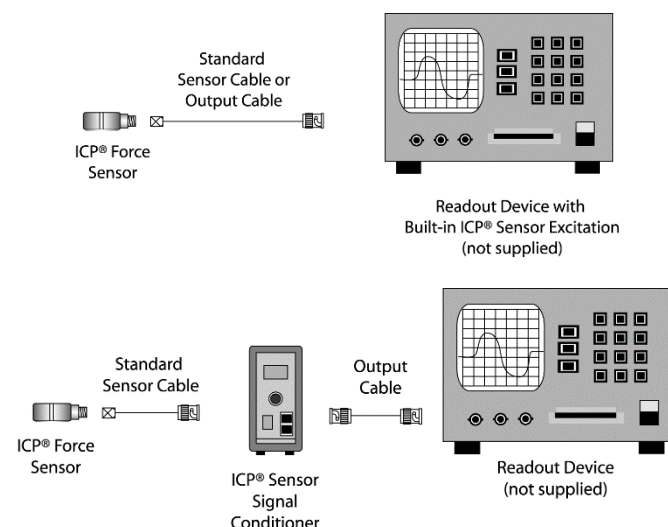 Standard
Sensor Cable or
Output Cable
ICP® Force
Sensor
Readout Device with
Built-in ICP® Sensor Excitation
(not supplied)
Standard
Sensor Cable
Output
Cable
ICP® Force
Sensor
ICP® Sensor
Signal
Conditioner
Readout Device
(not supplied)